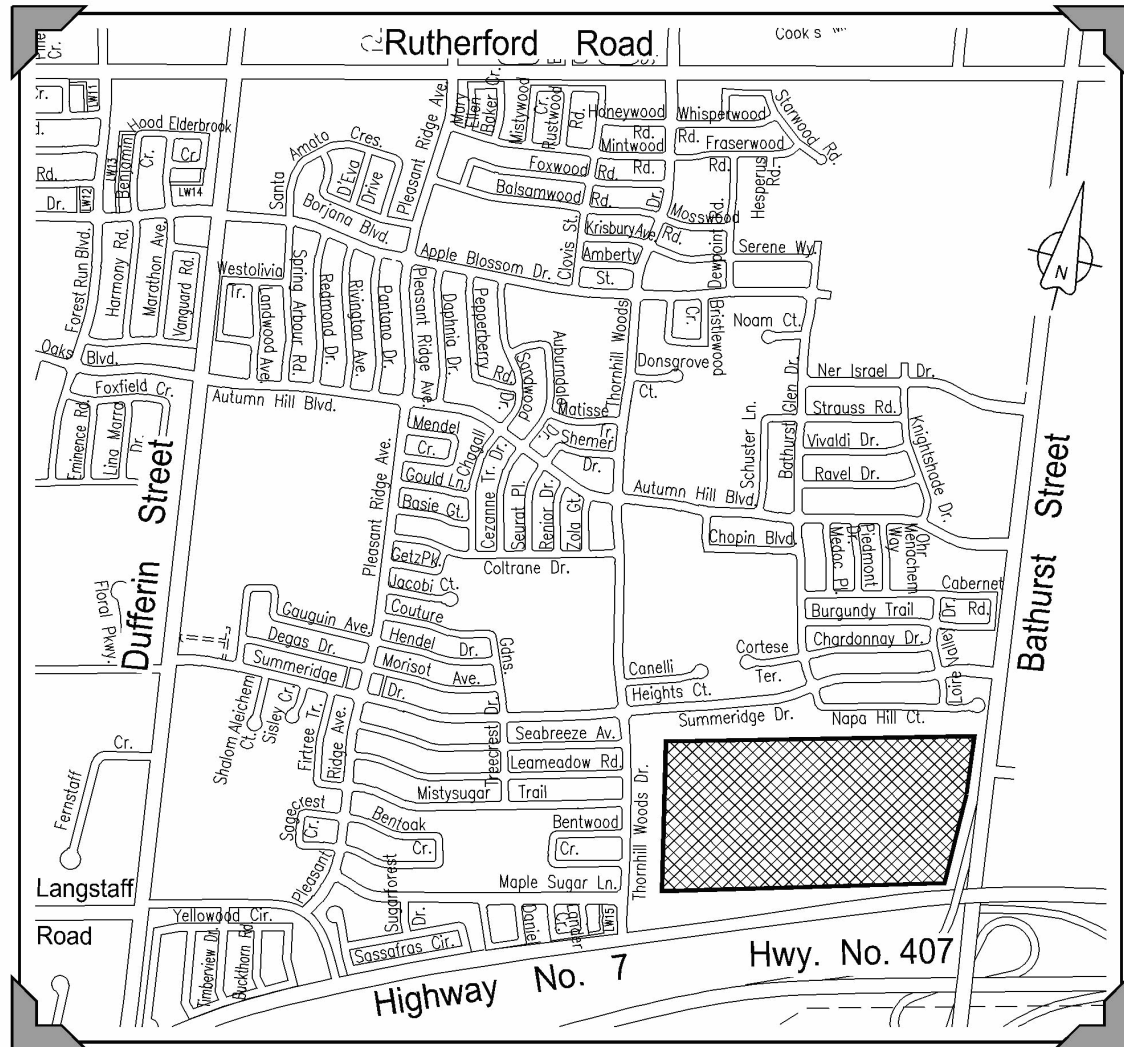 Rutherford Road
Cook's
Cr.
Cr.
LW11
Hood Elderbrook
Cr.
Cr
Benjamin
LW13
LW14
LW12
Rd.
Dr.
Santa
Amato
Cres.
D'Eva
Drive
Borjana Blvd.
Pleasant Ridge Ave.
Mary
Ellen
Baker
Cr.
Mistywood
Cr.
Rustwood
Rd.
Honeywood
Rd.
Mintwood
Rd.
Whisperwood
Rd.
Fraserwood
Rd.
Starwood Rd.
Foxwood
Rd.
Balsamwood
Rd.
Dr.
Hesperus
Rd.
Mosswood
Rd.
Krisbury Ave.
Amberty
St.
Clovis St.
Dewpoint Rd.
Serene Wy.
Apple Blossom Dr.
Forest Run Blvd.
Harmony Rd.
Marathon Ave.
Vanguard Rd.
Westolivia
Tr.
Landwood Ave.
Spring Arbour Rd.
Redmond Dr.
Rivington Ave.
Pantano Dr.
Pleasant Ridge Ave.
Daphnia Dr.
Pepperberry
Rd.
Sandwood
Dr.
Auburndale
Dr.
Thornhill Woods
Donsgrove
Ct.
Cr.
Bristlewood
Noam Ct.
Ner Israel Dr.
Strauss Rd.
Vivaldi Dr.
Ravel Dr.
Knightshade Dr.
Bathurst Glen Dr.
Schuster Ln.
Oaks
Blvd.
Foxfield Cr.
Autumn Hill Blvd.
Eminence Rd.
Lina Marra
Dr.
Dufferin Street
Matisse
Tr.
Shemer
Dr.
Mendel
Cr.
Chagall
Dr.
Gould Ln.
Basie Gt.
Cezanne Tr.
Seurat Pl.
Renior Dr.
Zola Gt.
Autumn Hill Blvd.
Chopin Blvd.
Pleasant Ridge Ave.
Getz Pk.
Coltrane Dr.
Jacobi Ct.
Medoc Pl.
Piedmont
Dr.
Ohr
Menachem
Way
Cabernet
Rd.
Burgundy Trail
Chardonnay Dr.
Loire Valley Dr.
Bathurst Street
Floral Pkwy.
Gauguin Ave.
Degas Dr.
Summeridge
Dr.
Couture
Gdns.
Hendel
Dr.
Morisot
Ave.
Canelli
Heights Ct.
Cortese
Ter.
Summeridge Dr.
Napa Hill Ct.
Shalom Aleichem
Ct.
Sisley Cr.
Firtree Tr.
Ridge Ave.
Treecrest Dr.
Seabreeze Av.
Leameadow Rd.
Mistysugar
Trail
Thornhill Woods Dr.
Fernstaff
Cr.
Sagecrest
Cr.
Bentoak
Cr.
Bentwood
Cr.
Maple Sugar Ln.
Pleasant
Sugarforest
Dr.
Daniel
Cr.
LW15
Langstaff
Road
Yellowood Cir.
Timberview Dr.
Buckthorn Rd.
Sassafras Cir.
Highway No. 7
Hwy. No. 407
N